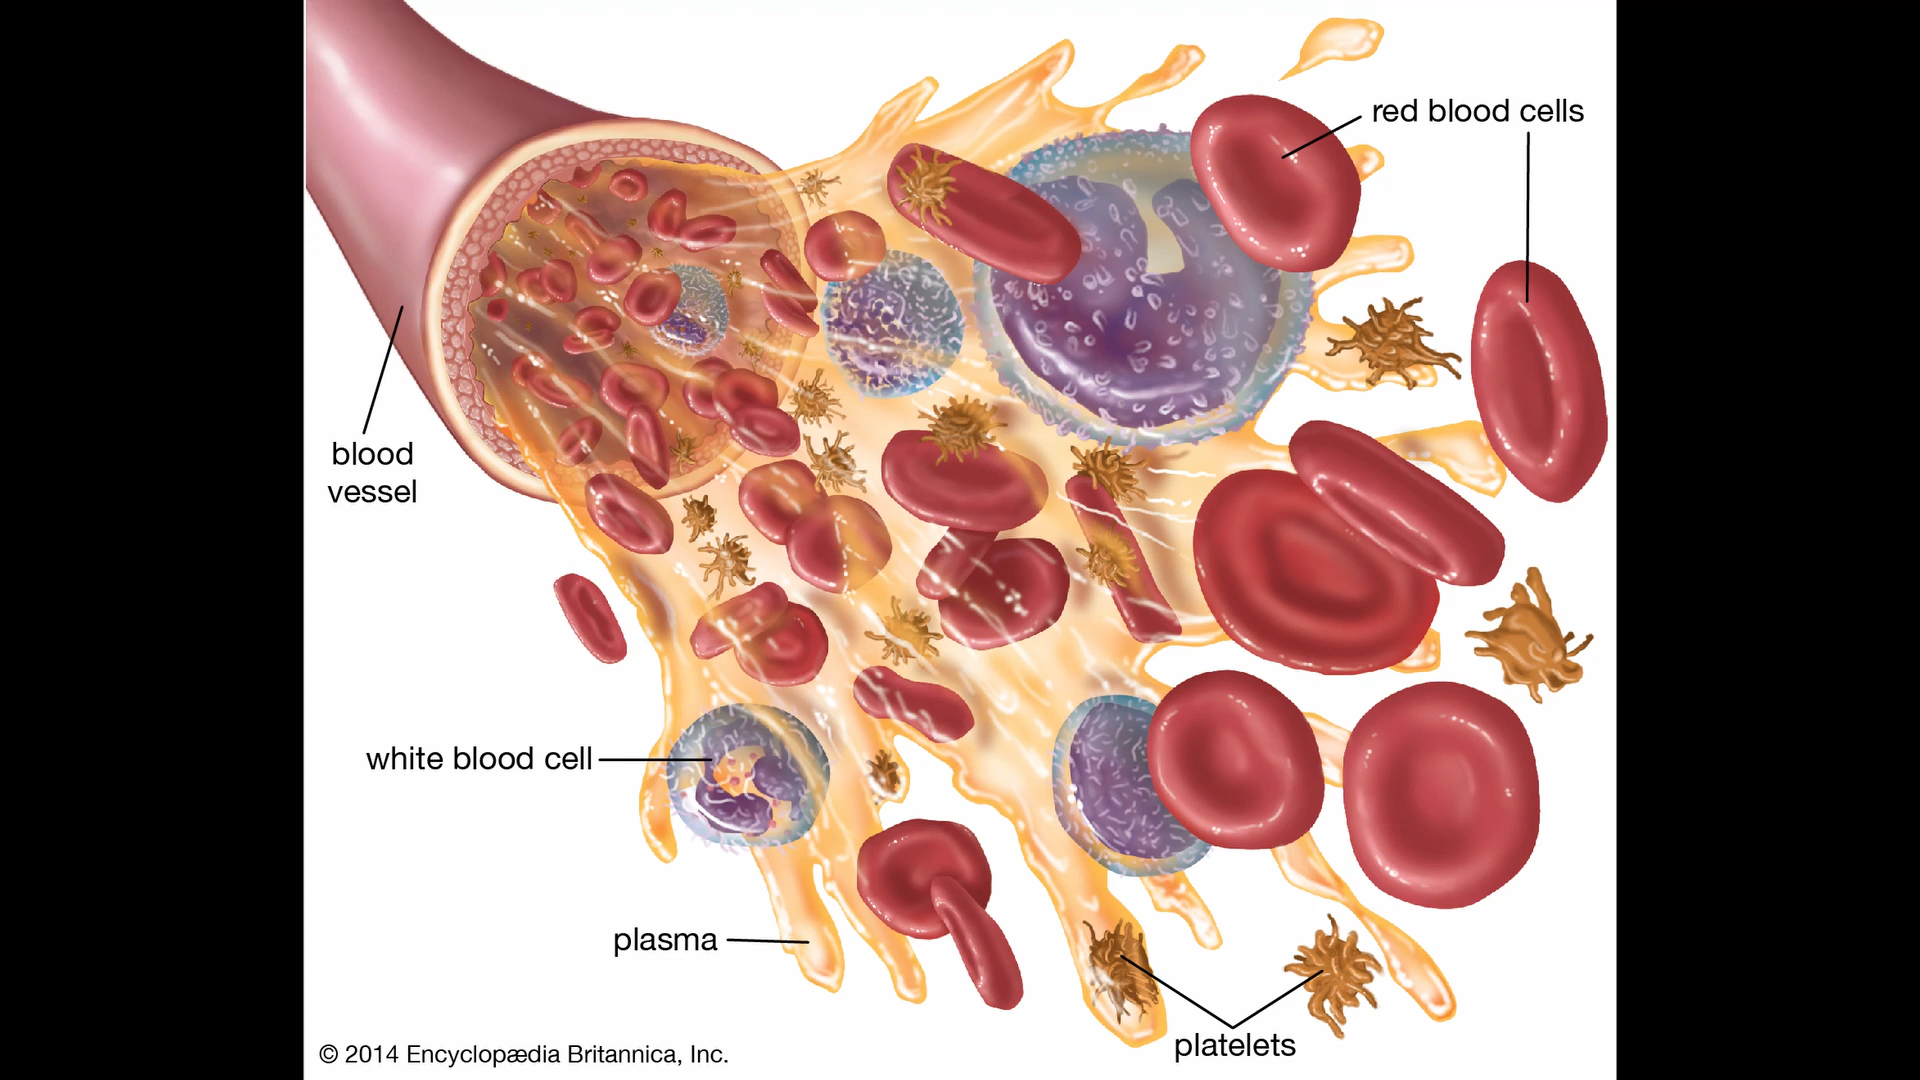 red blood cells
blood
vessel
white blood cell
plasma
platelets
© 2014 Encyclopædia Britannica, Inc.